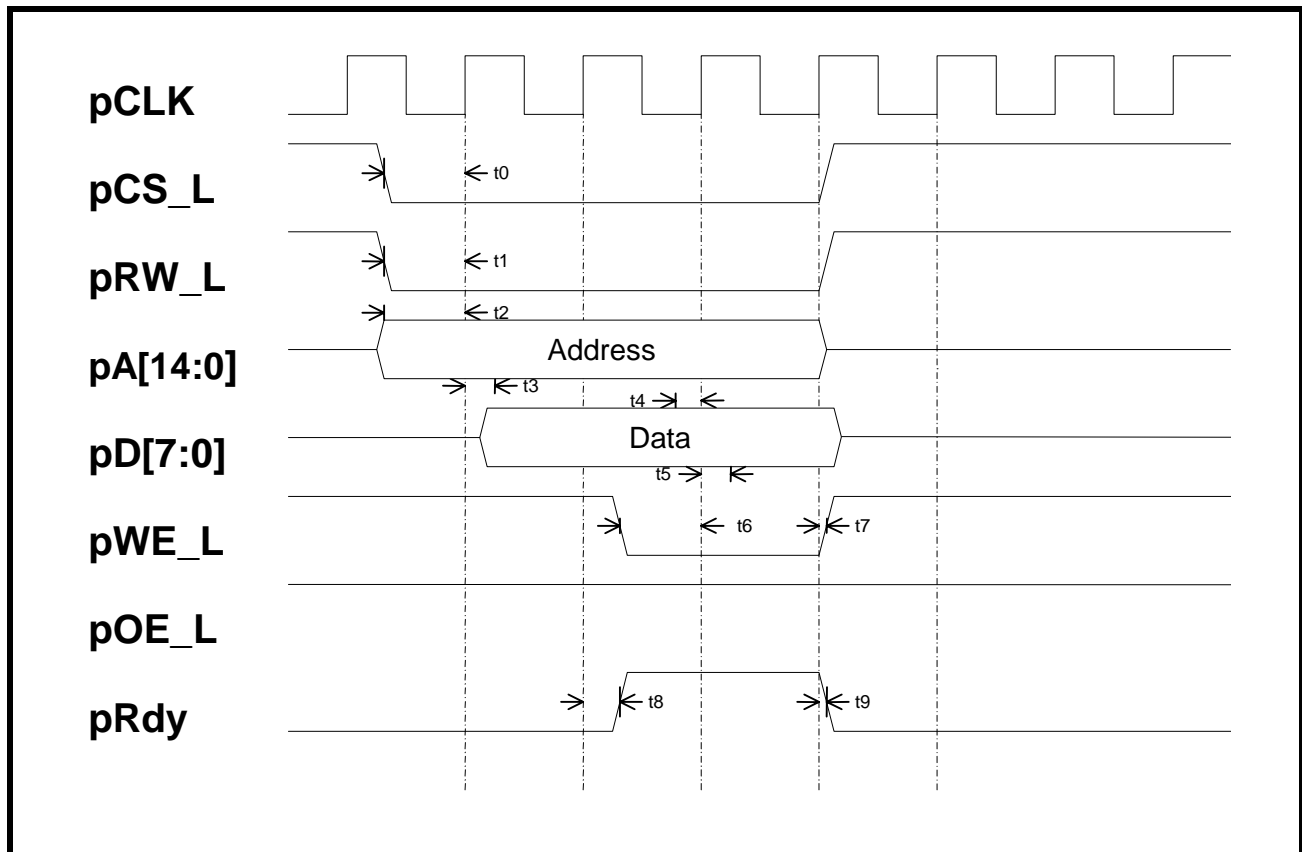 pCLK
pCS_L
t0
pRW_L
t1
t2
pA[14:0]
Address
t3
t4
pD[7:0]
Data
t5
pWE_L
t6
t7
pOE_L
pRdy
t8
t9